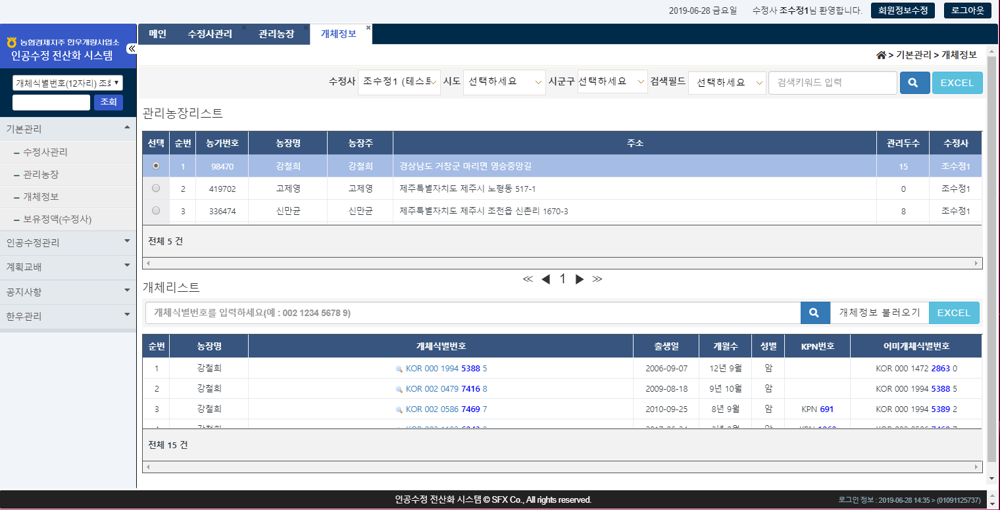 2019-06-28 금요일 수정사 조수정1님 환영합니다. 회원정보수정 로그아웃
농협경제지주 한우개량사업소
인공수정 전산화 시스템
메인 수정사관리 관리농장 개체정보
> 기본관리 > 개체정보
개체식별번호(12자리) 조회
조회
기본관리
– 수정사관리
– 관리농장
– 개체정보
– 보유정액(수정사)
인공수정관리
계획교배
공지사항
한우관리
수정사 조수정1 (테스트 시도 선택하세요 시군구 선택하세요 검색필드 선택하세요 검색키워드 입력 EXCEL
관리농장리스트
선택 순번 농가번호 농장명 농장주 주소 관리두수 수정사
1 98470 강철희 강철희 경상남도 거창군 마리면 영승중앙길 15 조수정1
2 419702 고제영 고제영 제주특별자치도 제주시 노형동 517-1 0 조수정1
3 336474 신만균 신만균 제주특별자치도 제주시 조천읍 신촌리 1670-3 8 조수정1
전체 5 건
≪ ◀ 1 ▶ ≫
개체리스트
개체식별번호를 입력하세요(예 : 002 1234 5678 9) 개체정보 불러오기 EXCEL
순번 농장명 개체식별번호 출생일 개월수 성별 KPN번호 어미개체식별번호
1 강철희 KOR 000 1994 5388 5 2006-09-07 12년 9월 암 KOR 000 1472 2863 0
2 강철희 KOR 002 0479 7416 8 2009-08-18 9년 10월 암 KOR 000 1994 5388 5
3 강철희 KOR 002 0586 7469 7 2010-09-25 8년 9월 암 KPN 691 KOR 000 1994 5389 2
전체 15 건
인공수정 전산화 시스템 © SFX Co., All rights reserved.
로그인 정보 : 2019-06-28 14:35 > (01091125737)